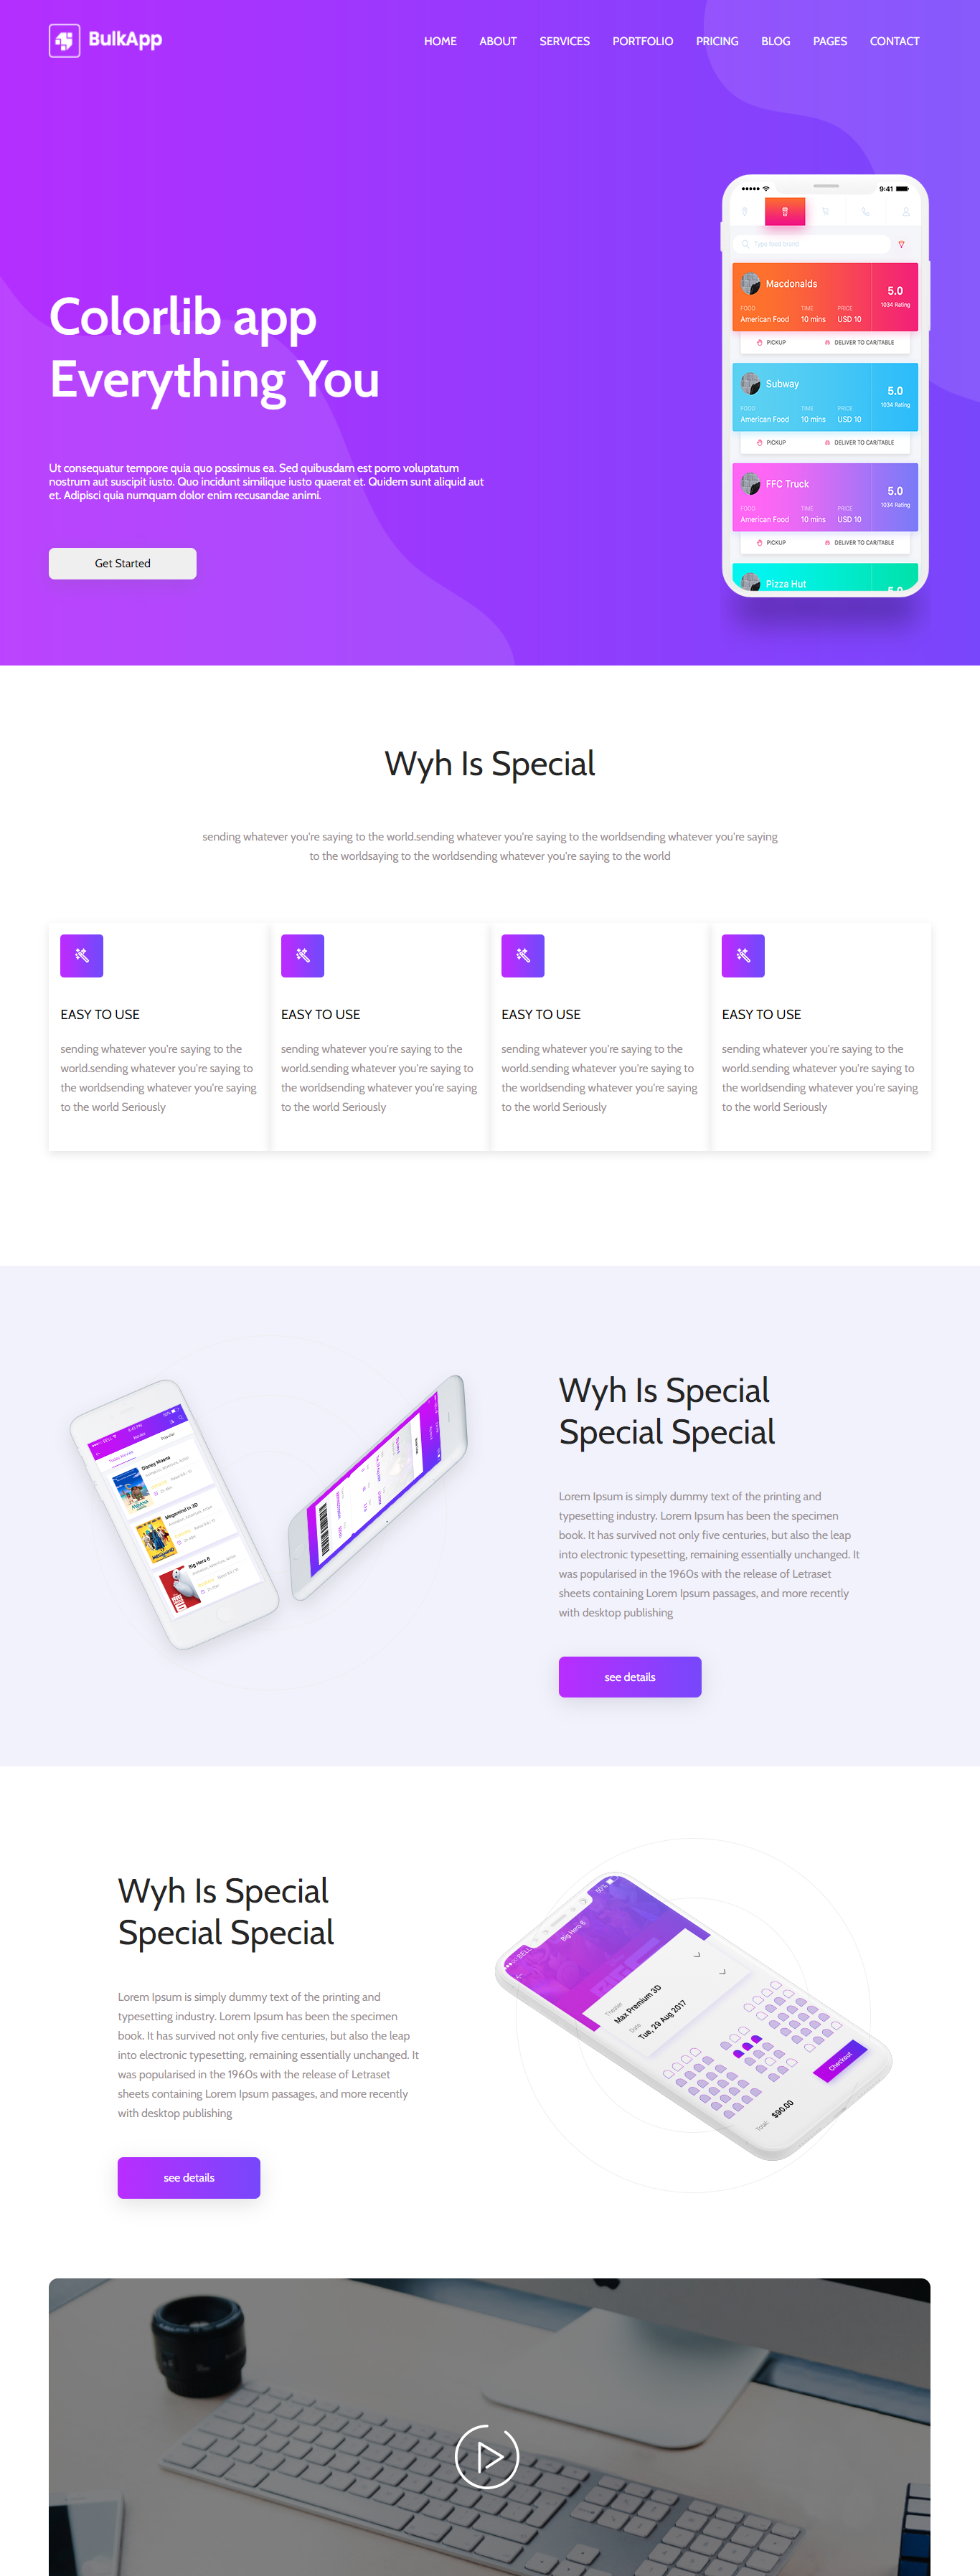 BulkApp
HOME ABOUT SERVICES PORTFOLIO PRICING BLOG PAGES CONTACT
9:41
Type food brand
Colorlib app
Everything You
Macdonalds
5.0
1034 Rating
FOOD TIME PRICE
American Food 10 mins USD 10
PICKUP DELIVER TO CAR/TABLE
Subway
5.0
1034 Rating
FOOD TIME PRICE
American Food 10 mins USD 10
PICKUP DELIVER TO CAR/TABLE
FFC Truck
5.0
1034 Rating
FOOD TIME PRICE
American Food 10 mins USD 10
PICKUP DELIVER TO CAR/TABLE
Pizza Hut
5.0
Ut consequatur tempore quia quo possimus ea. Sed quibusdam est porro voluptatum
nostrum aut suscipit iusto. Quo incidunt similique iusto quaerat et. Quidem sunt aliquid aut
et. Adipisci quia numquam dolor enim recusandae animi.
Get Started
Wyh Is Special
sending whatever you're saying to the world.sending whatever you're saying to the worldsending whatever you're saying
to the worldsaying to the worldsending whatever you're saying to the world
EASY TO USE
sending whatever you're saying to the
world.sending whatever you're saying to
the worldsending whatever you're saying
to the world Seriously
EASY TO USE
sending whatever you're saying to the
world.sending whatever you're saying to
the worldsending whatever you're saying
to the world Seriously
EASY TO USE
sending whatever you're saying to the
world.sending whatever you're saying to
the worldsending whatever you're saying
to the world Seriously
EASY TO USE
sending whatever you're saying to the
world.sending whatever you're saying to
the worldsending whatever you're saying
to the world Seriously
Movies
Today Movies Popular
Disney Moana
Megamind In 3D
Big Hero 6
Wyh Is Special
Special Special
Lorem Ipsum is simply dummy text of the printing and
typesetting industry. Lorem Ipsum has been the specimen
book. It has survived not only five centuries, but also the leap
into electronic typesetting, remaining essentially unchanged. It
was popularised in the 1960s with the release of Letraset
sheets containing Lorem Ipsum passages, and more recently
with desktop publishing
see details
Wyh Is Special
Special Special
Lorem Ipsum is simply dummy text of the printing and
typesetting industry. Lorem Ipsum has been the specimen
book. It has survived not only five centuries, but also the leap
into electronic typesetting, remaining essentially unchanged. It
was popularised in the 1960s with the release of Letraset
sheets containing Lorem Ipsum passages, and more recently
with desktop publishing
see details
BELL
50%
Big Hero 6
Theater
Max Premium 3D
Date
Tue, 29 Aug 2017
Total:
$90.00
Checkout